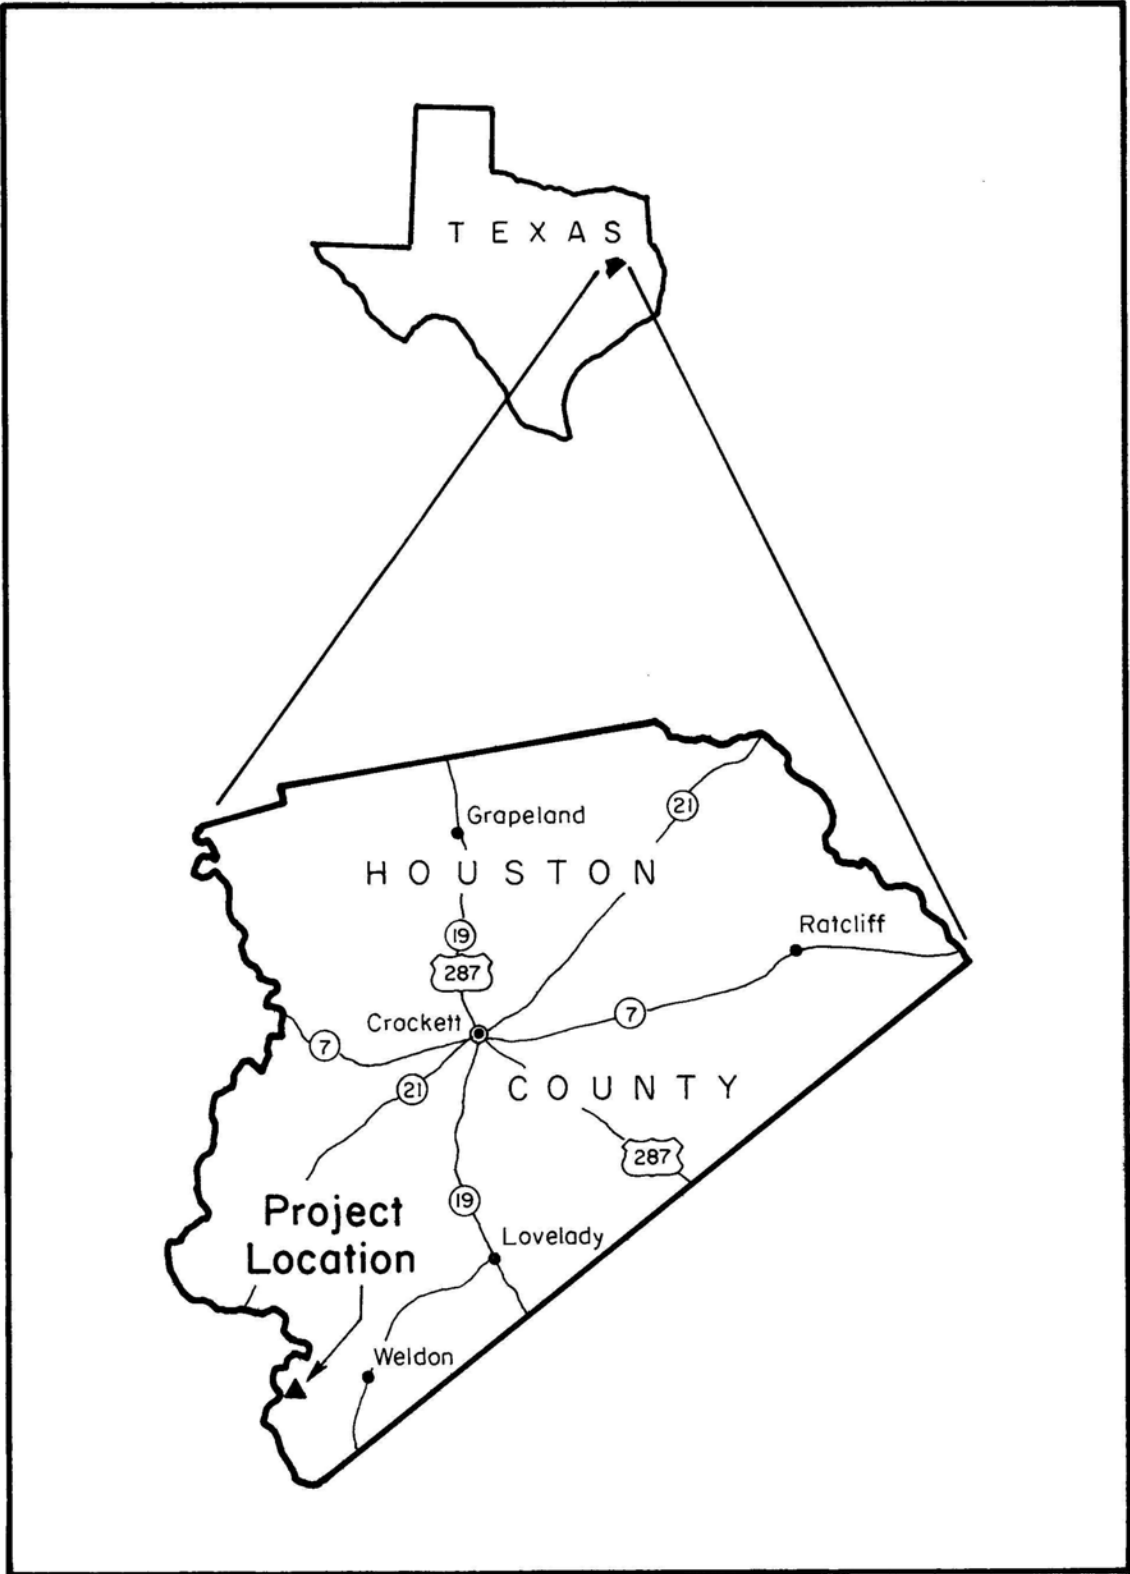 TEXAS
21
Grapeland
HOUSTON
Ratcliff
19
287
7
Crockett
7
21
COUNTY
287
19
Project
Location
Lovelady
Weldon